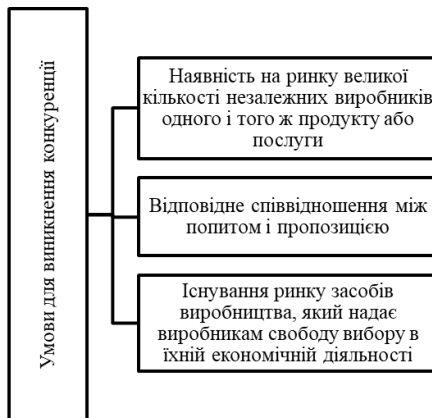 Умови для виникнення конкуренції
Наявність на ринку великої
кількості незалежних виробників
одного і того ж продукту або
послуги
Відповідне співвідношення між
попитом і пропозицією
Існування ринку засобів
виробництва, який надає
виробникам свободу вибору в
їхній економічній діяльності